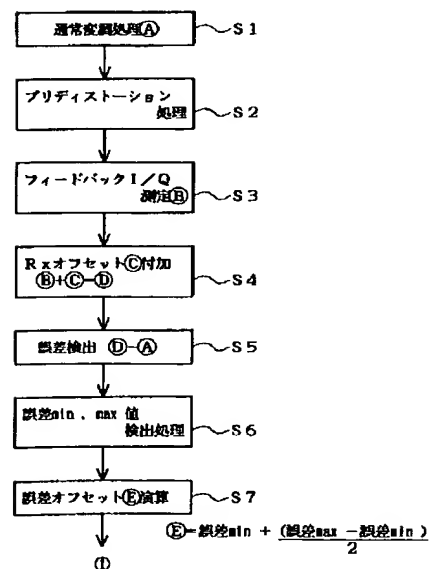 通常変調処理Ⓐ S1
プリディストーション
処理 S2
フィードバックI/Q
測定Ⓑ S3
Rxオフセット Ⓒ付加
Ⓑ+Ⓒ=Ⓓ S4
誤差検出 Ⓓ-Ⓐ S5
誤差min、max 値
検出処理 S6
誤差オフセットⒺ演算 S7
Ⓔ=誤差min + (誤差max - 誤差min)
2
①